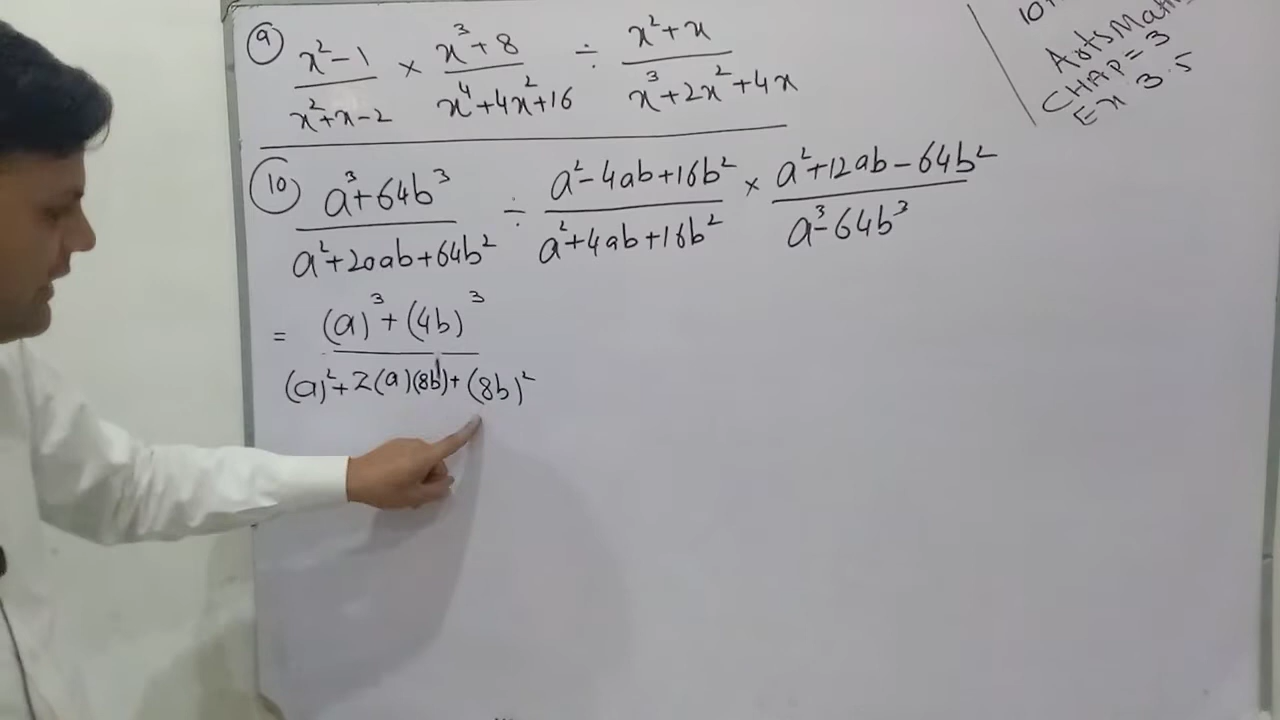 (9) x²-1 / x²+x-2 × x³+8 / x⁴+4x²+16 ÷ x²+x / x³+2x²+4x
(10) a³+64b³ / a²+20ab+64b² ÷ a²-4ab+16b² / a²+4ab+16b² × a²+12ab-64b² / a³-64b³
= (a)³+(4b)³ / (a)²+2(a)(8b)+(8b)²
Arts Math
CHAP=3
Ex 3.5